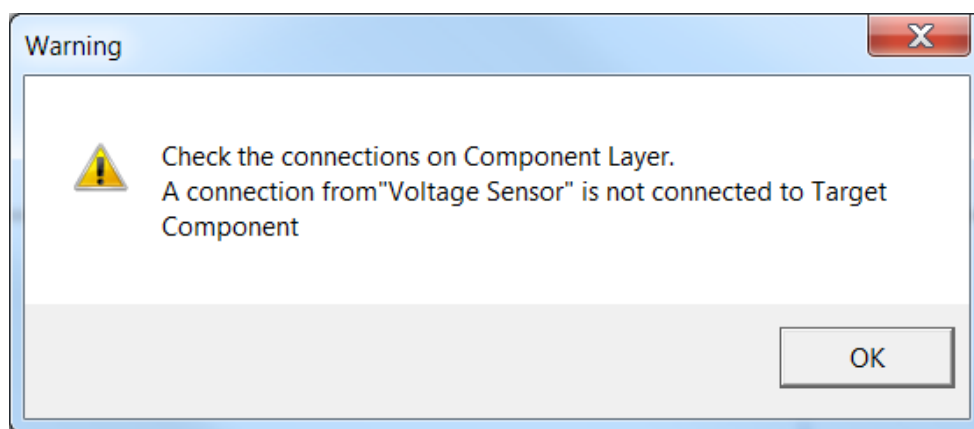 Warning
Check the connections on Component Layer.
A connection from"Voltage Sensor" is not connected to Target
Component
OK